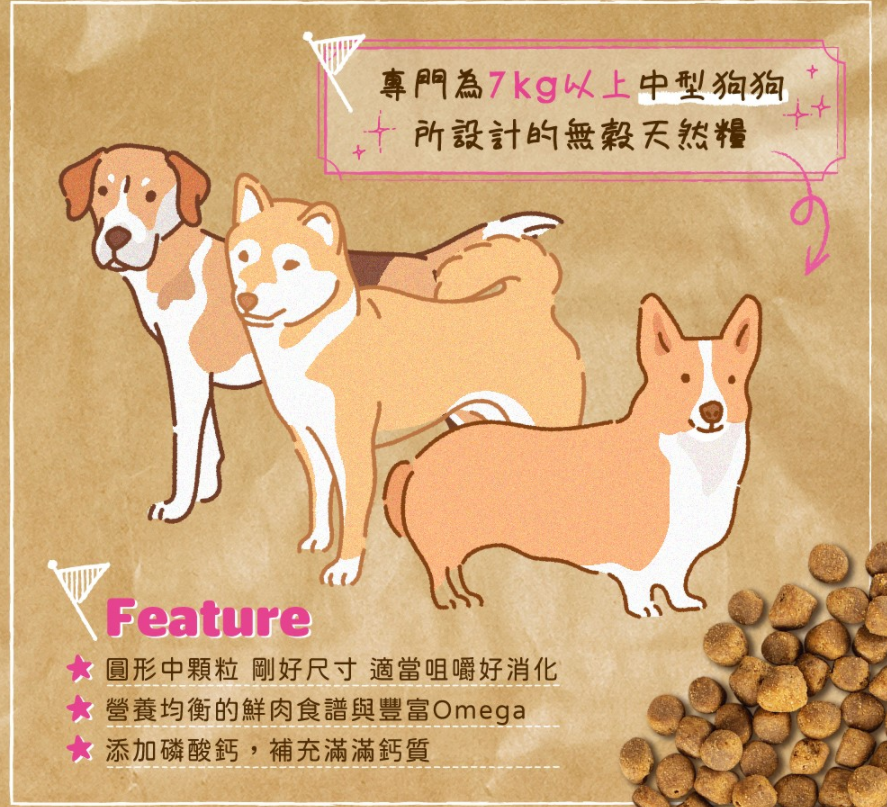 專門為7kg以上中型狗狗
所設計的無穀天然糧
Feature
圓形中顆粒 剛好尺寸 適當咀嚼好消化
營養均衡的鮮肉食譜與豐富Omega
添加磷酸鈣，補充滿滿鈣質